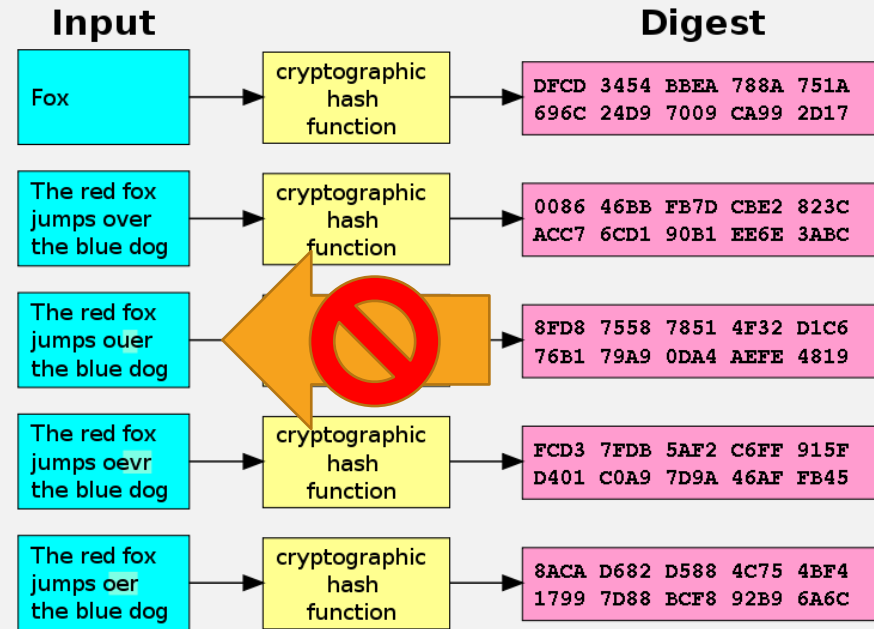 Input
Digest
Fox
cryptographic
hash
function
DFCD 3454 BBEA 788A 751A
696C 24D9 7009 CA99 2D17
The red fox
jumps over
the blue dog
cryptographic
hash
function
0086 46BB FB7D CBE2 823C
ACC7 6CD1 90B1 EE6E 3ABC
The red fox
jumps ouer
the blue dog
8FD8 7558 7851 4F32 D1C6
76B1 79A9 0DA4 AEFE 4819
The red fox
jumps oevr
the blue dog
cryptographic
hash
function
FCD3 7FDB 5AF2 C6FF 915F
D401 C0A9 7D9A 46AF FB45
The red fox
jumps oer
the blue dog
cryptographic
hash
function
8ACA D682 D588 4C75 4BF4
1799 7D88 BCF8 92B9 6A6C